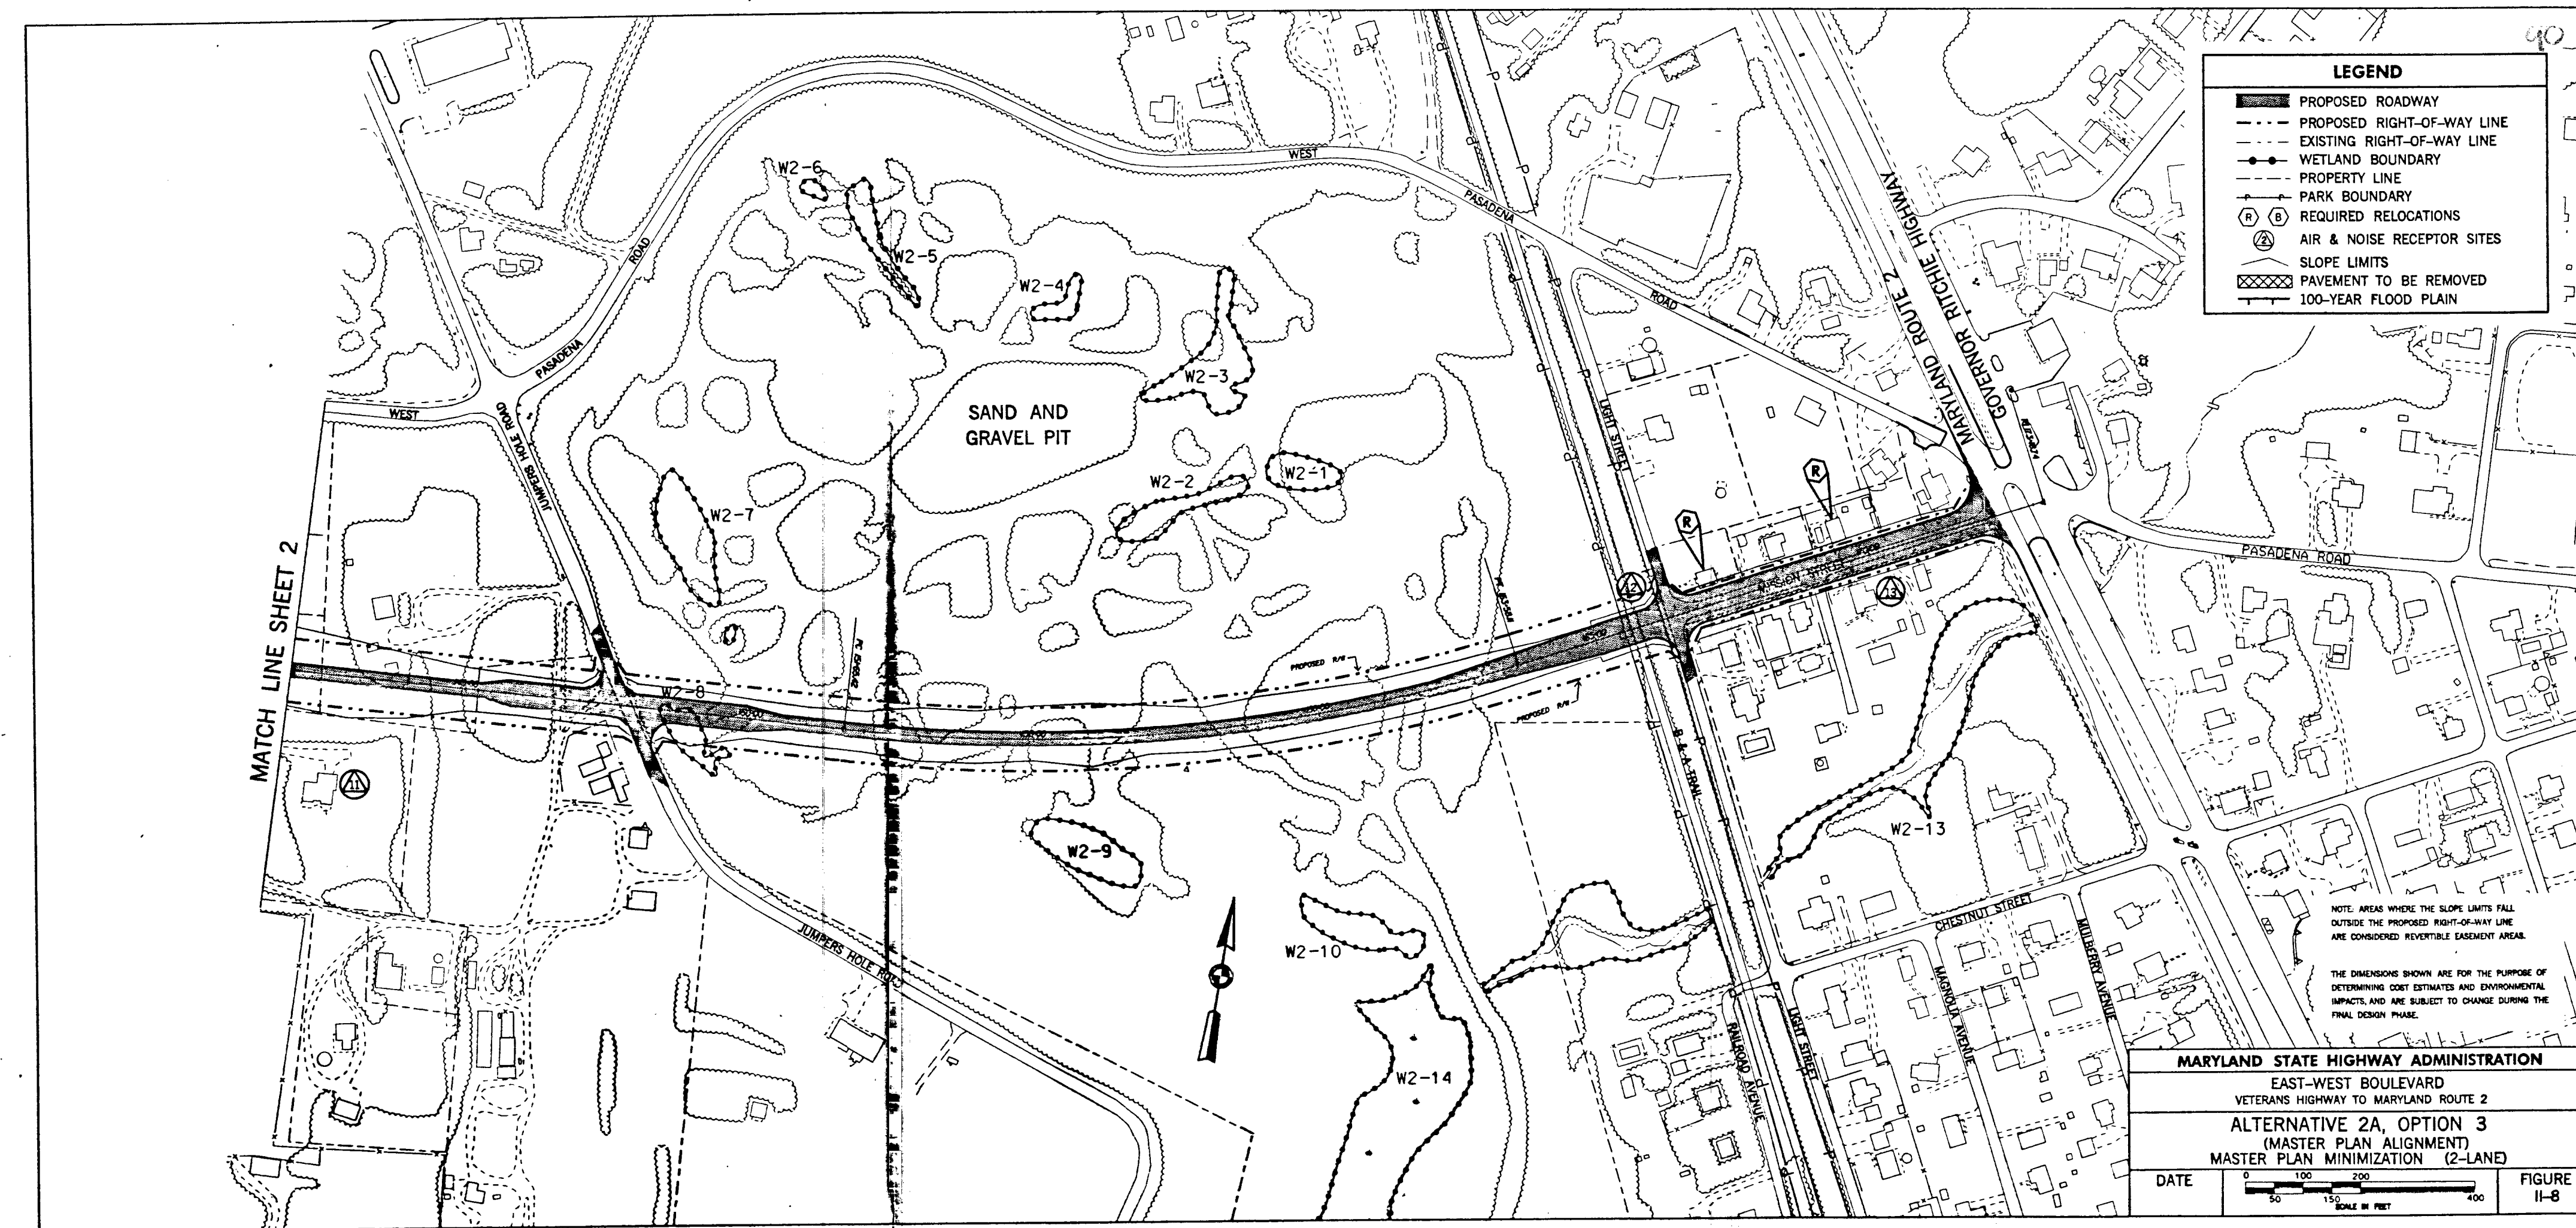 90
LEGEND
PROPOSED ROADWAY
PROPOSED RIGHT-OF-WAY LINE
EXISTING RIGHT-OF-WAY LINE
WETLAND BOUNDARY
PROPERTY LINE
P P PARK BOUNDARY
R B REQUIRED RELOCATIONS
2 AIR & NOISE RECEPTOR SITES
SLOPE LIMITS
PAVEMENT TO BE REMOVED
100-YEAR FLOOD PLAIN
WEST
PASADENA
ROAD
MARYLAND ROUTE 2
GOVERNOR RITCHIE HIGHWAY
W2-6
W2-5
W2-4
W2-3
ROAD
PASADENA
WEST
JUMPERS HOLE ROAD
SAND AND
GRAVEL PIT
LIGHT STREET
W2-2
W2-1
W2-7
R
R
PASADENA ROAD
MATCH LINE SHEET 2
12
MISSION STREET
13
W2-8
PROPOSED R/W
PROPOSED R/W
B & A TRAIL
11
W2-9
W2-13
W2-10
CHESTNUT STREET
MULBERRY AVENUE
MAGNOLIA AVENUE
JUMPERS HOLE
W2-14
RAILROAD AVENUE
LIGHT STREET
NOTE: AREAS WHERE THE SLOPE LIMITS FALL
OUTSIDE THE PROPOSED RIGHT-OF-WAY LINE
ARE CONSIDERED REVERTIBLE EASEMENT AREAS.
THE DIMENSIONS SHOWN ARE FOR THE PURPOSE OF
DETERMINING COST ESTIMATES AND ENVIRONMENTAL
IMPACTS, AND ARE SUBJECT TO CHANGE DURING THE
FINAL DESIGN PHASE.
MARYLAND STATE HIGHWAY ADMINISTRATION
EAST-WEST BOULEVARD
VETERANS HIGHWAY TO MARYLAND ROUTE 2
ALTERNATIVE 2A, OPTION 3
(MASTER PLAN ALIGNMENT)
MASTER PLAN MINIMIZATION (2-LANE)
DATE
0 100 200
50 150 400
SCALE IN FEET
FIGURE
II-8